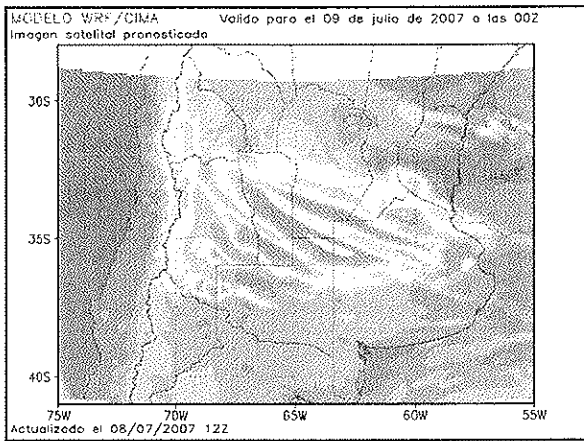 MODELO WRF/CIMA Valido para el 09 de julio de 2007 a las 00Z
Imagen satelital pronosticada
30S
35S
40S
75W 70W 65W 60W 55W
Actualizado el 08/07/2007 12Z